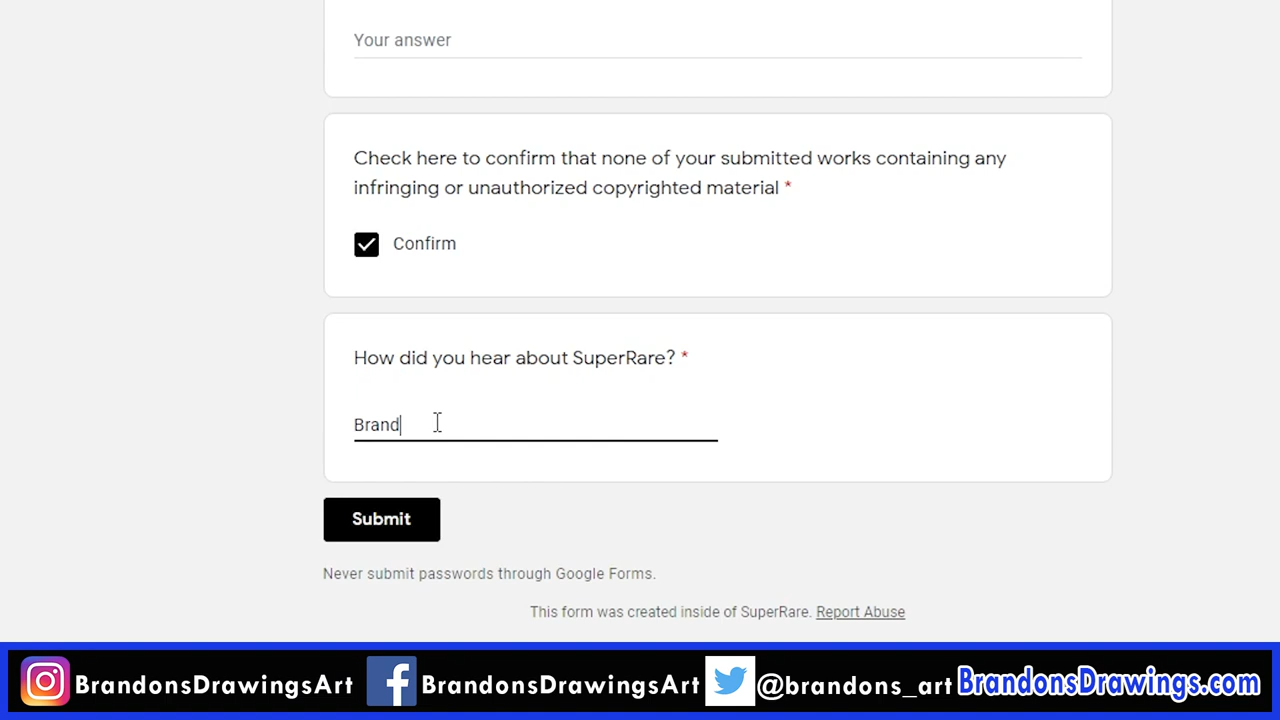 Your answer
Check here to confirm that none of your submitted works containing any
infringing or unauthorized copyrighted material *
Confirm
How did you hear about SuperRare? *
Brand
Submit
Never submit passwords through Google Forms.
This form was created inside of SuperRare. Report Abuse
BrandonsDrawingsArt BrandonsDrawingsArt @brandons_art BrandonsDrawings.com